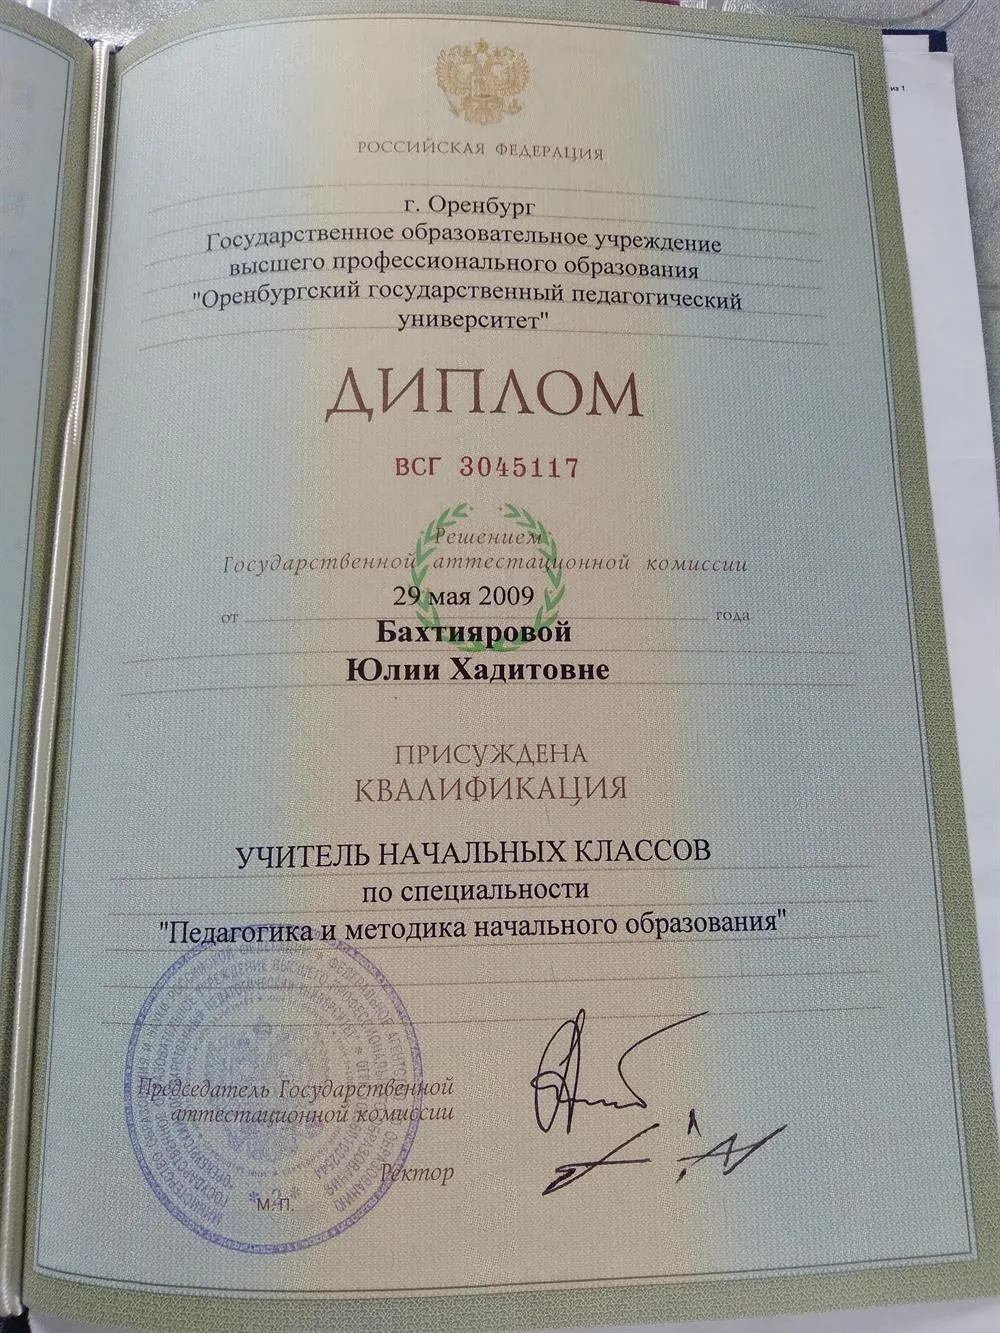 из 1.
РОССИЙСКАЯ ФЕДЕРАЦИЯ
г. Оренбург
Государственное образовательное учреждение
высшего профессионального образования
"Оренбургский государственный педагогический
университет"
ДИПЛОМ
ВСГ 3045117
Решением
Государственной аттестационной комиссии
от 29 мая 2009 года
Бахтияровой
Юлии Хадитовне
ПРИСУЖДЕНА
КВАЛИФИКАЦИЯ
УЧИТЕЛЬ НАЧАЛЬНЫХ КЛАССОВ
по специальности
"Педагогика и методика начального образования"
Председатель Государственной
аттестационной комиссии
Ректор
М.П.